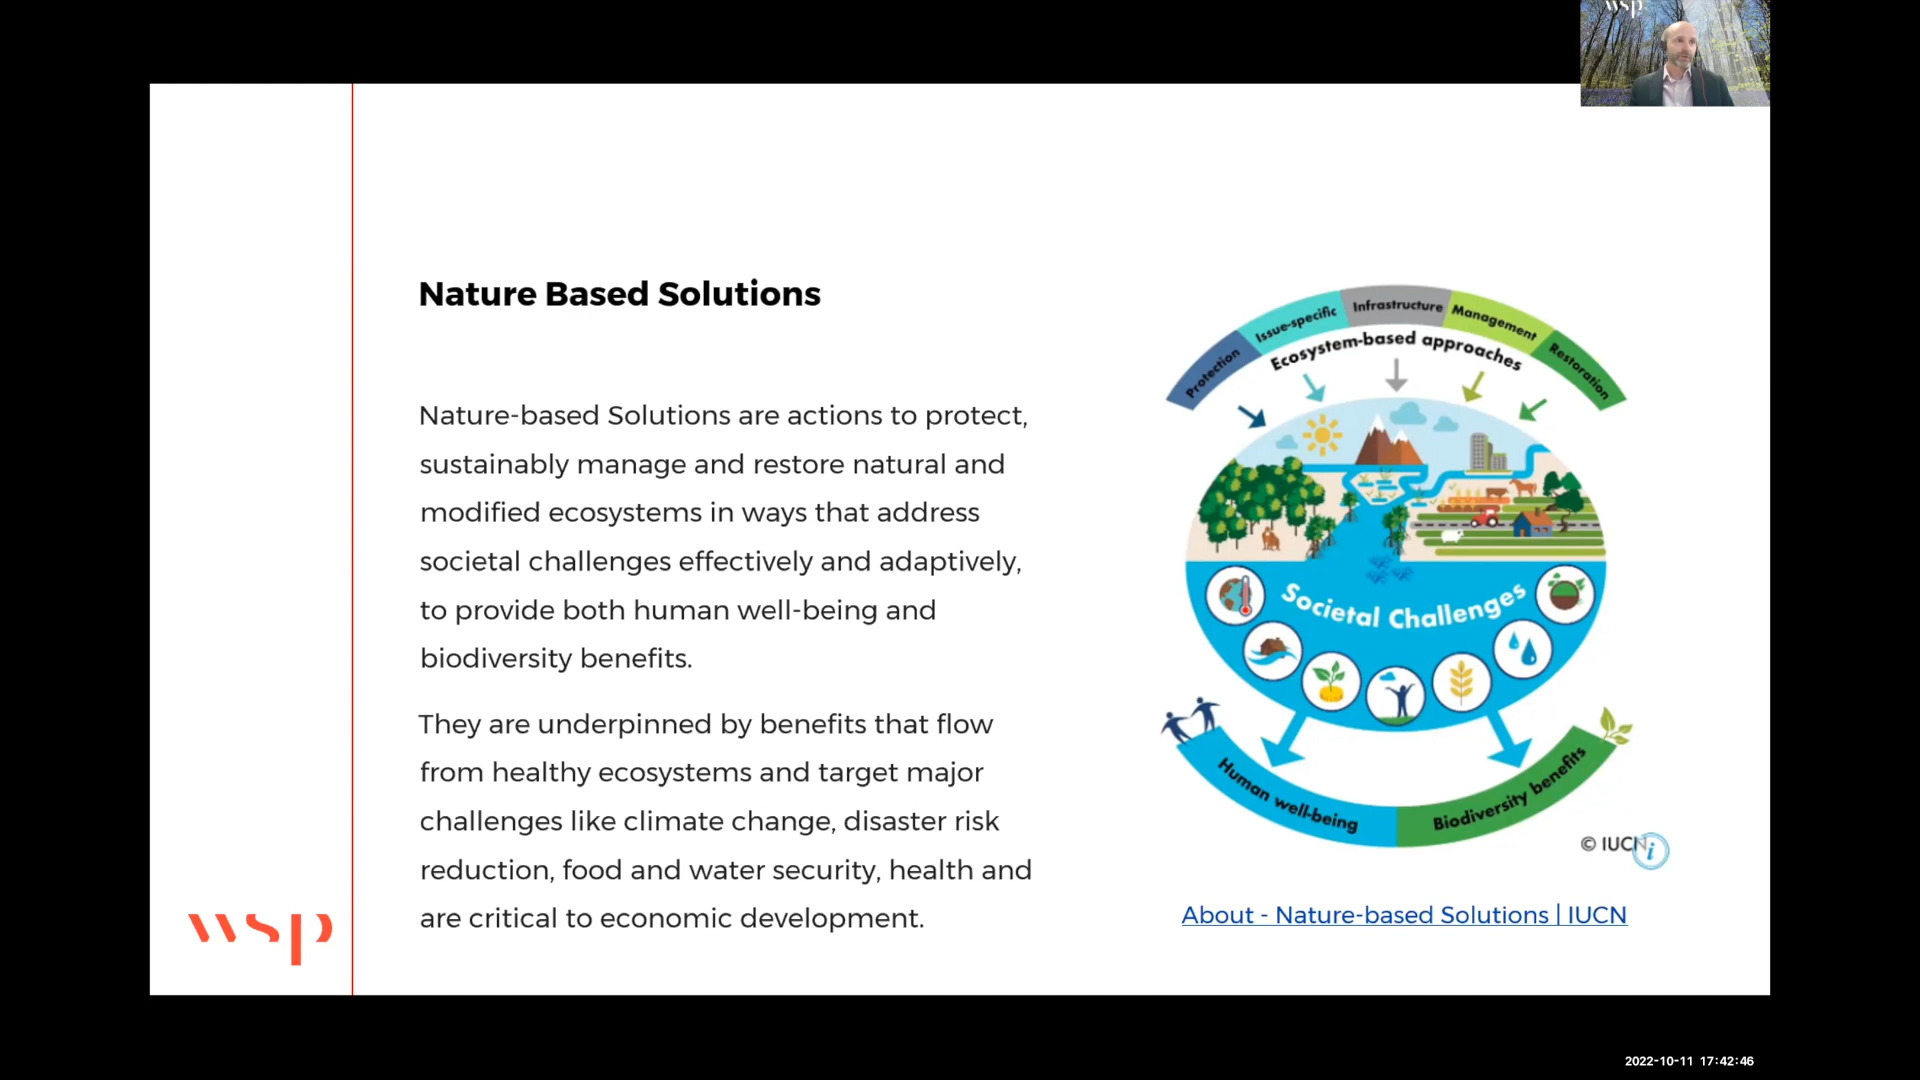 wsp
Nature Based Solutions
Nature-based Solutions are actions to protect,
sustainably manage and restore natural and
modified ecosystems in ways that address
societal challenges effectively and adaptively,
to provide both human well-being and
biodiversity benefits.
They are underpinned by benefits that flow
from healthy ecosystems and target major
challenges like climate change, disaster risk
reduction, food and water security, health and
are critical to economic development.
wsp
Protection
Issue-specific
Infrastructure
Management
Restoration
Ecosystem-based approaches
Societal Challenges
Human well-being
Biodiversity benefits
© IUCN
i
About - Nature-based Solutions | IUCN
2022-10-11 17:42:46